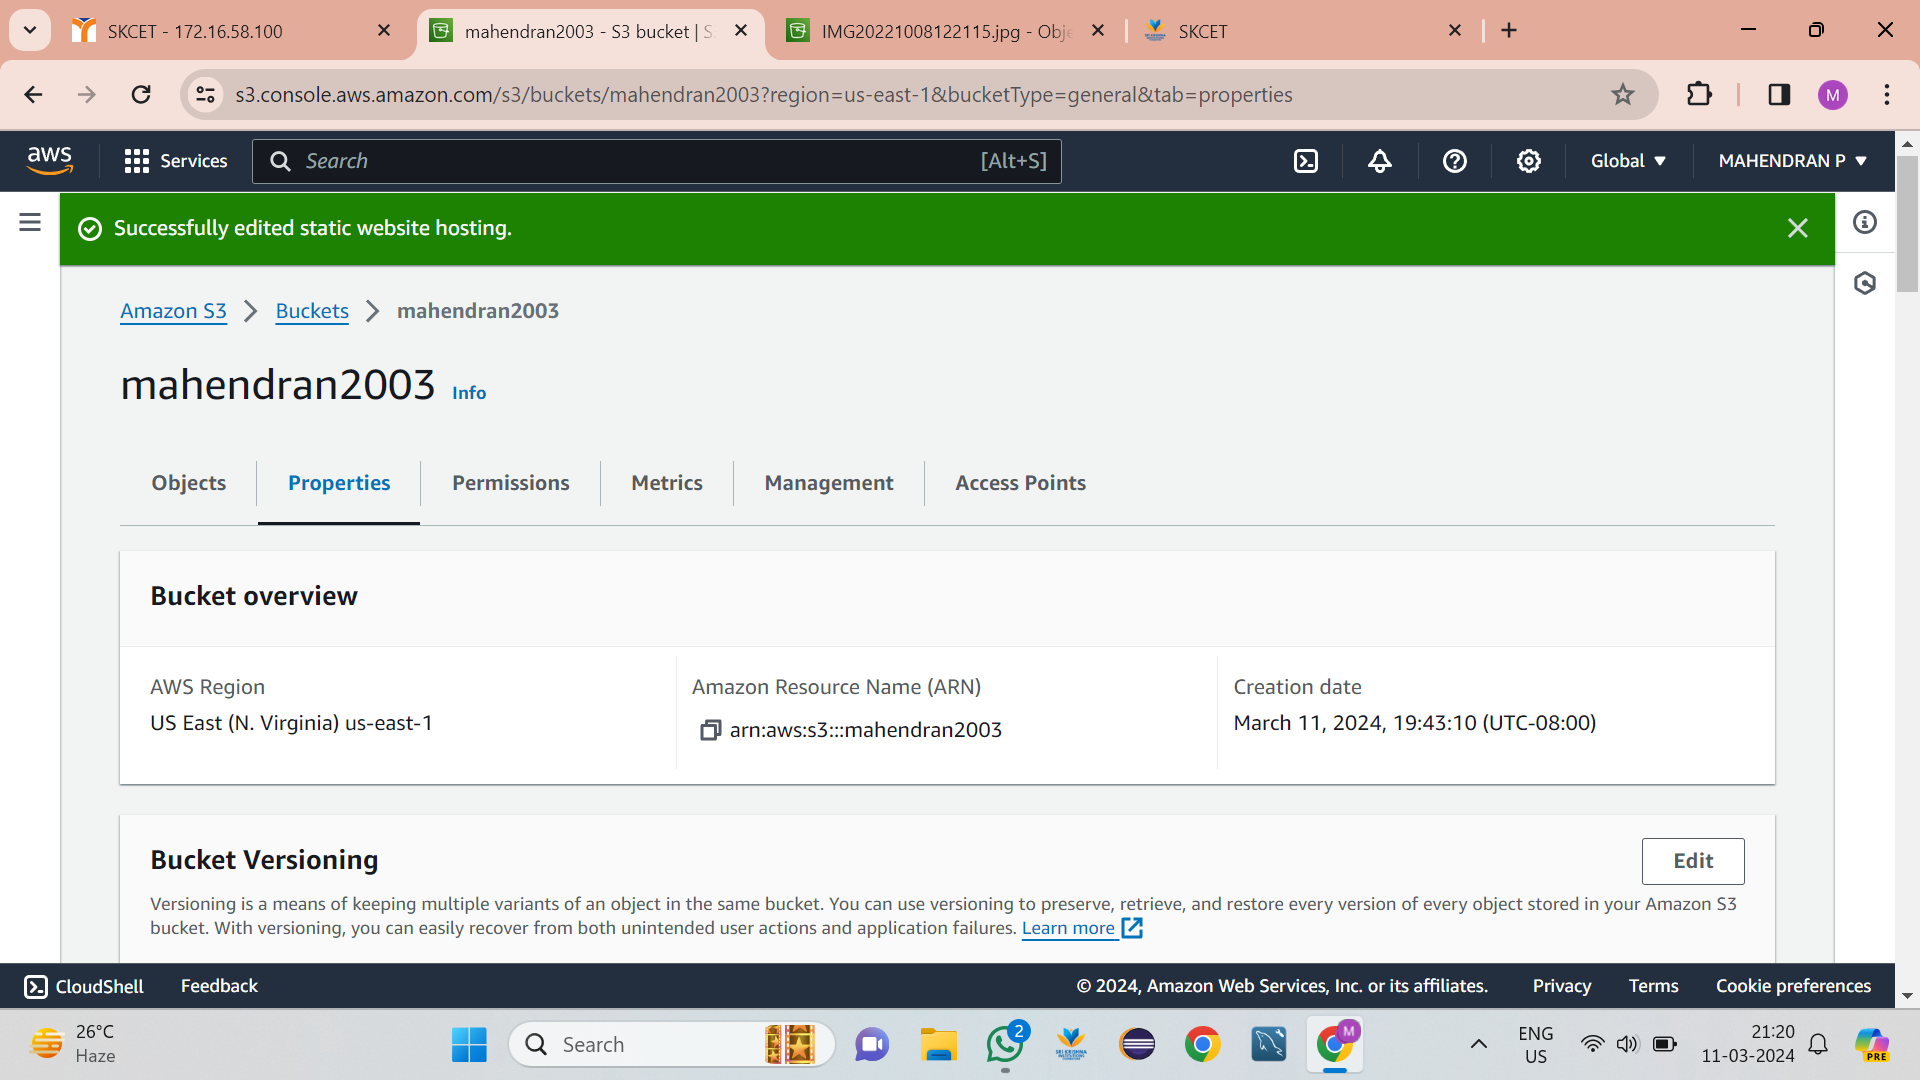 SKCET - 172.16.58.100
mahendran2003 - S3 bucket | S
IMG20221008122115.jpg - Obje
SKCET
s3.console.aws.amazon.com/s3/buckets/mahendran2003?region=us-east-1&bucketType=general&tab=properties
M
aws
Services
Search
[Alt+S]
Global
MAHENDRAN P
Successfully edited static website hosting.
Amazon S3
Buckets
mahendran2003
mahendran2003 Info
Objects
Properties
Permissions
Metrics
Management
Access Points
Bucket overview
AWS Region
US East (N. Virginia) us-east-1
Amazon Resource Name (ARN)
arn:aws:s3:::mahendran2003
Creation date
March 11, 2024, 19:43:10 (UTC-08:00)
Bucket Versioning
Edit
Versioning is a means of keeping multiple variants of an object in the same bucket. You can use versioning to preserve, retrieve, and restore every version of every object stored in your Amazon S3
bucket. With versioning, you can easily recover from both unintended user actions and application failures. Learn more
CloudShell
Feedback
© 2024, Amazon Web Services, Inc. or its affiliates.
Privacy
Terms
Cookie preferences
26°C
Haze
Search
2
M
ENG
US
21:20
11-03-2024
PRE